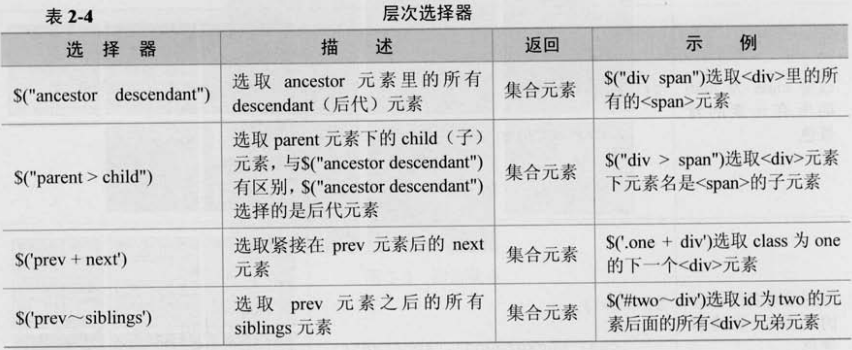 表 2-4 层次选择器
选 择 器 描 述 返回 示 例
$("ancestor descendant") 选取 ancestor 元素里的所有 descendant（后代）元素 集合元素 $("div span")选取<div>里的所有的<span>元素
$("parent > child") 选取 parent 元素下的 child（子）元素，与$("ancestor descendant")有区别，$("ancestor descendant")选择的是后代元素 集合元素 $("div > span")选取<div>元素下元素名是<span>的子元素
$('prev + next') 选取紧接在 prev 元素后的 next 元素 集合元素 $('.one + div')选取 class 为 one 的下一个<div>元素
$('prev～siblings') 选取 prev 元素之后的所有 siblings 元素 集合元素 $('#two～div')选取 id 为 two 的元素后面的所有<div>兄弟元素